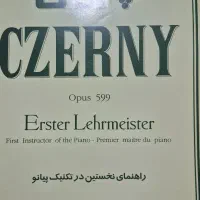 CZERNY
Opus 599
Erster Lehrmeister
First Instructor of the Piano - Premier maître du piano
راهنمای نخستین در تکنیک پیانو